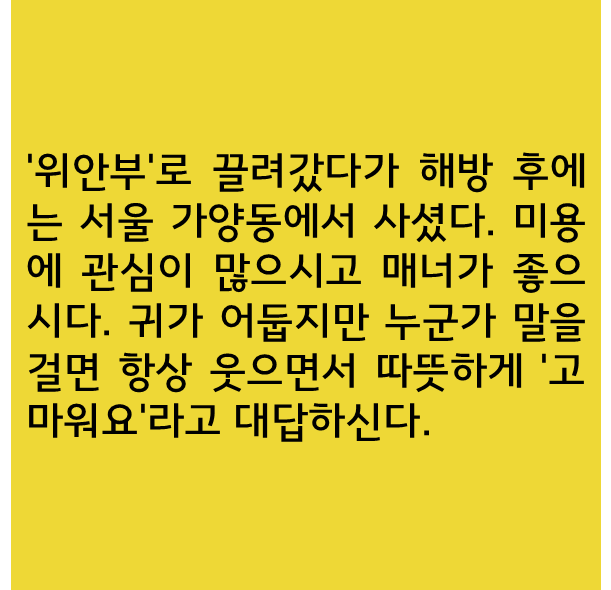 '위안부'로 끌려갔다가 해방 후에
는 서울 가양동에서 사셨다. 미용
에 관심이 많으시고 매너가 좋으
시다. 귀가 어둡지만 누군가 말을
걸면 항상 웃으면서 따뜻하게 '고
마워요'라고 대답하신다.